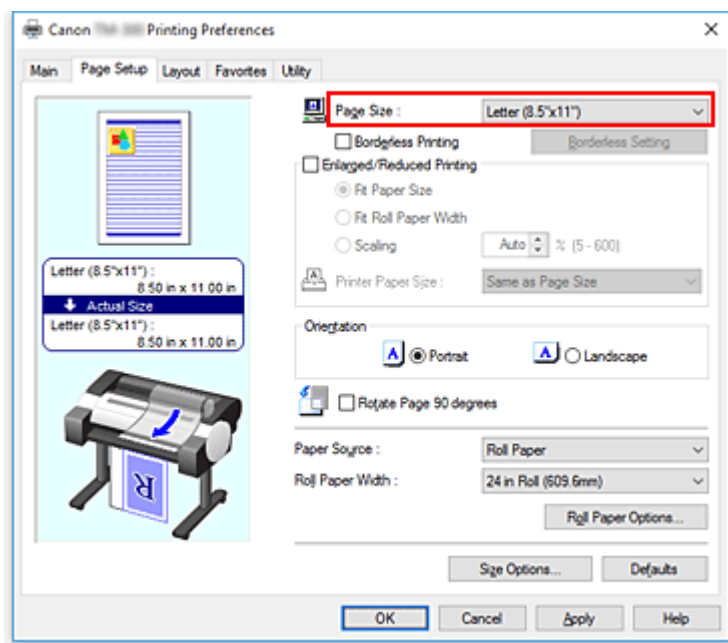 Canon Printing Preferences
Main Page Setup Layout Favorites Utility
Page Size : Letter (8.5"x11")
Borderless Printing Borderless Setting
Enlarged/Reduced Printing
Fit Paper Size
Fit Roll Paper Width
Scaling Auto % (5 - 600)
Printer Paper Size : Same as Page Size
Letter (8.5"x11") :
8.50 in x 11.00 in
Actual Size
Letter (8.5"x11") :
8.50 in x 11.00 in
Orientation
A Portrait A Landscape
Rotate Page 90 degrees
Paper Source : Roll Paper
Roll Paper Width : 24 in Roll (609.6mm)
Roll Paper Options...
R
Size Options... Defaults
OK Cancel Apply Help